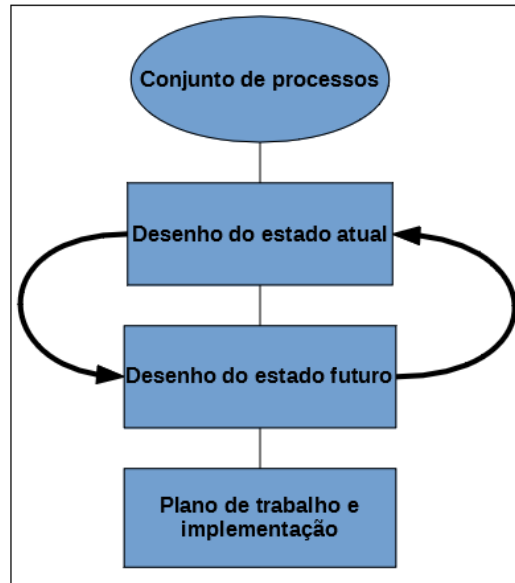 Conjunto de processos
Desenho do estado atual
Desenho do estado futuro
Plano de trabalho e
implementação